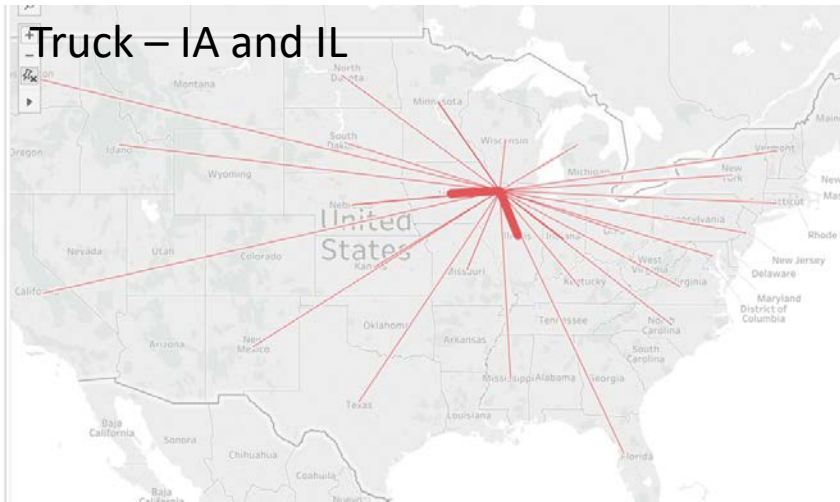 Truck – IA and IL
Montana
North
Dakota
Minnesota
Maine
Oregon
Idaho
Wyoming
South
Dakota
Wisconsin
Michigan
Vermont
New
York
United
States
Nevada
Utah
Colorado
Kansas
Missouri
West
Virginia
Virginia
Pennsylvania
Rhode
New Jersey
Delaware
Maryland
District of
Columbia
Kentucky
North
Carolina
Tennessee
South
Carolina
Arizona
New
Mexico
Oklahoma
Arkansas
Mississippi
Alabama
Georgia
Louisiana
Texas
Florida
Baja
California
Sonora
Chihuahua
Coahuila
Baja
California